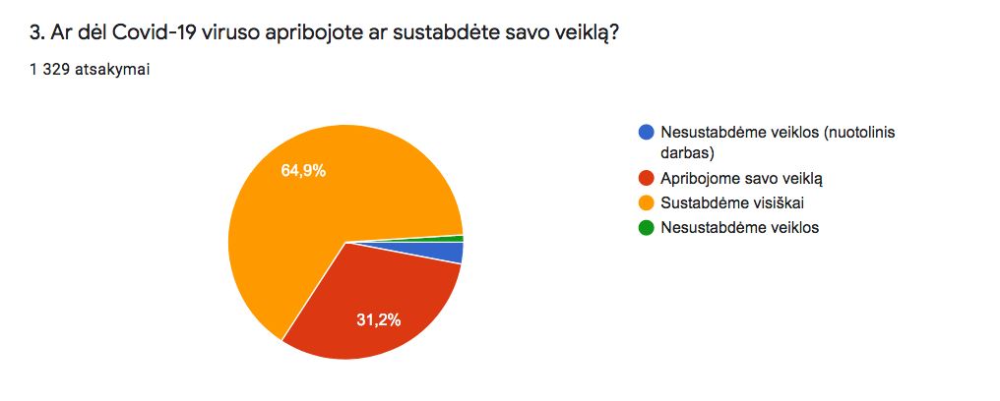 3. Ar dėl Covid-19 viruso apribojote ar sustabdėte savo veiklą?
1 329 atsakymai
64,9%
31,2%
Nesustabdėme veiklos (nuotolinis
darbas)
Apribojome savo veiklą
Sustabdėme visiškai
Nesustabdėme veiklos